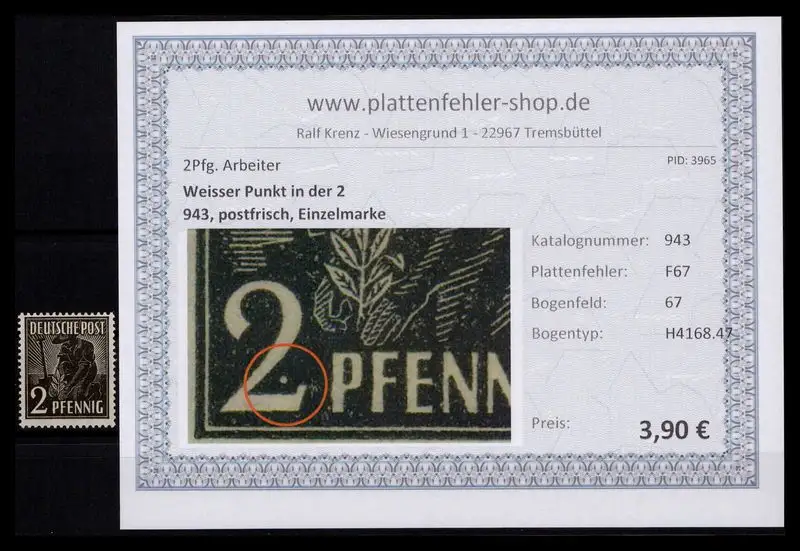 www.plattenfehler-shop.de
Ralf Krenz - Wiesengrund 1 - 22967 Tremsbüttel
2Pfg. Arbeiter
PID: 3965
Weisser Punkt in der 2
943, postfrisch, Einzelmarke
Katalognummer: 943
Plattenfehler: F67
Bogenfeld: 67
Bogentyp: H4168.47
Preis: 3,90 €
2 PFENN
DEUTSCHE POST
2 PFENNIG